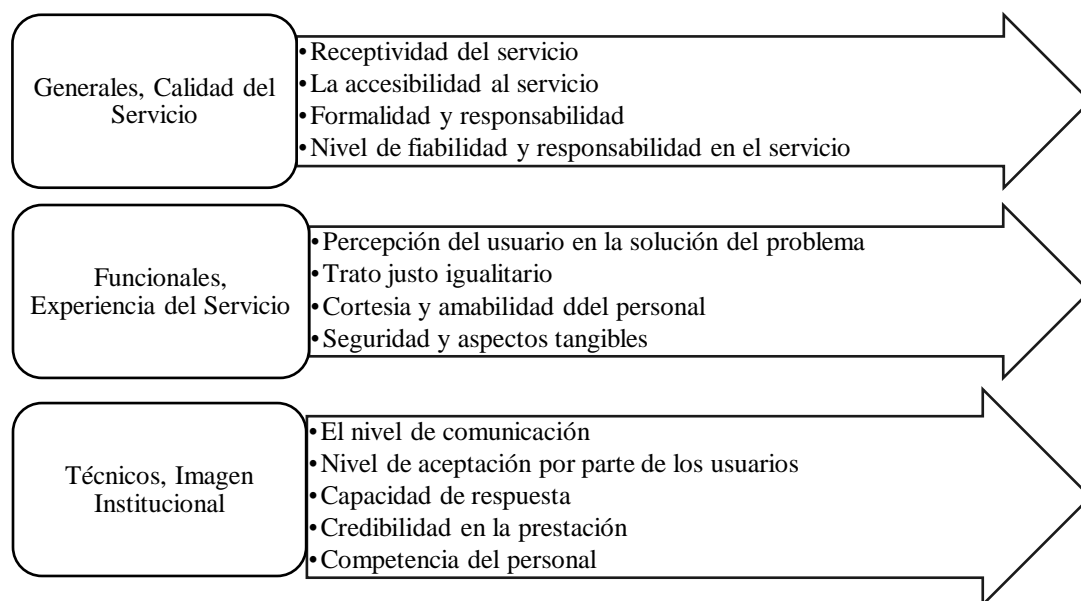 Generales, Calidad del
Servicio
•Receptividad del servicio
•La accesibilidad al servicio
•Formalidad y responsabilidad
•Nivel de fiabilidad y responsabilidad en el servicio
Funcionales,
Experiencia del Servicio
•Percepción del usuario en la solución del problema
•Trato justo igualitario
•Cortesia y amabilidad ddel personal
•Seguridad y aspectos tangibles
Técnicos, Imagen
Institucional
•El nivel de comunicación
•Nivel de aceptación por parte de los usuarios
•Capacidad de respuesta
•Credibilidad en la prestación
•Competencia del personal